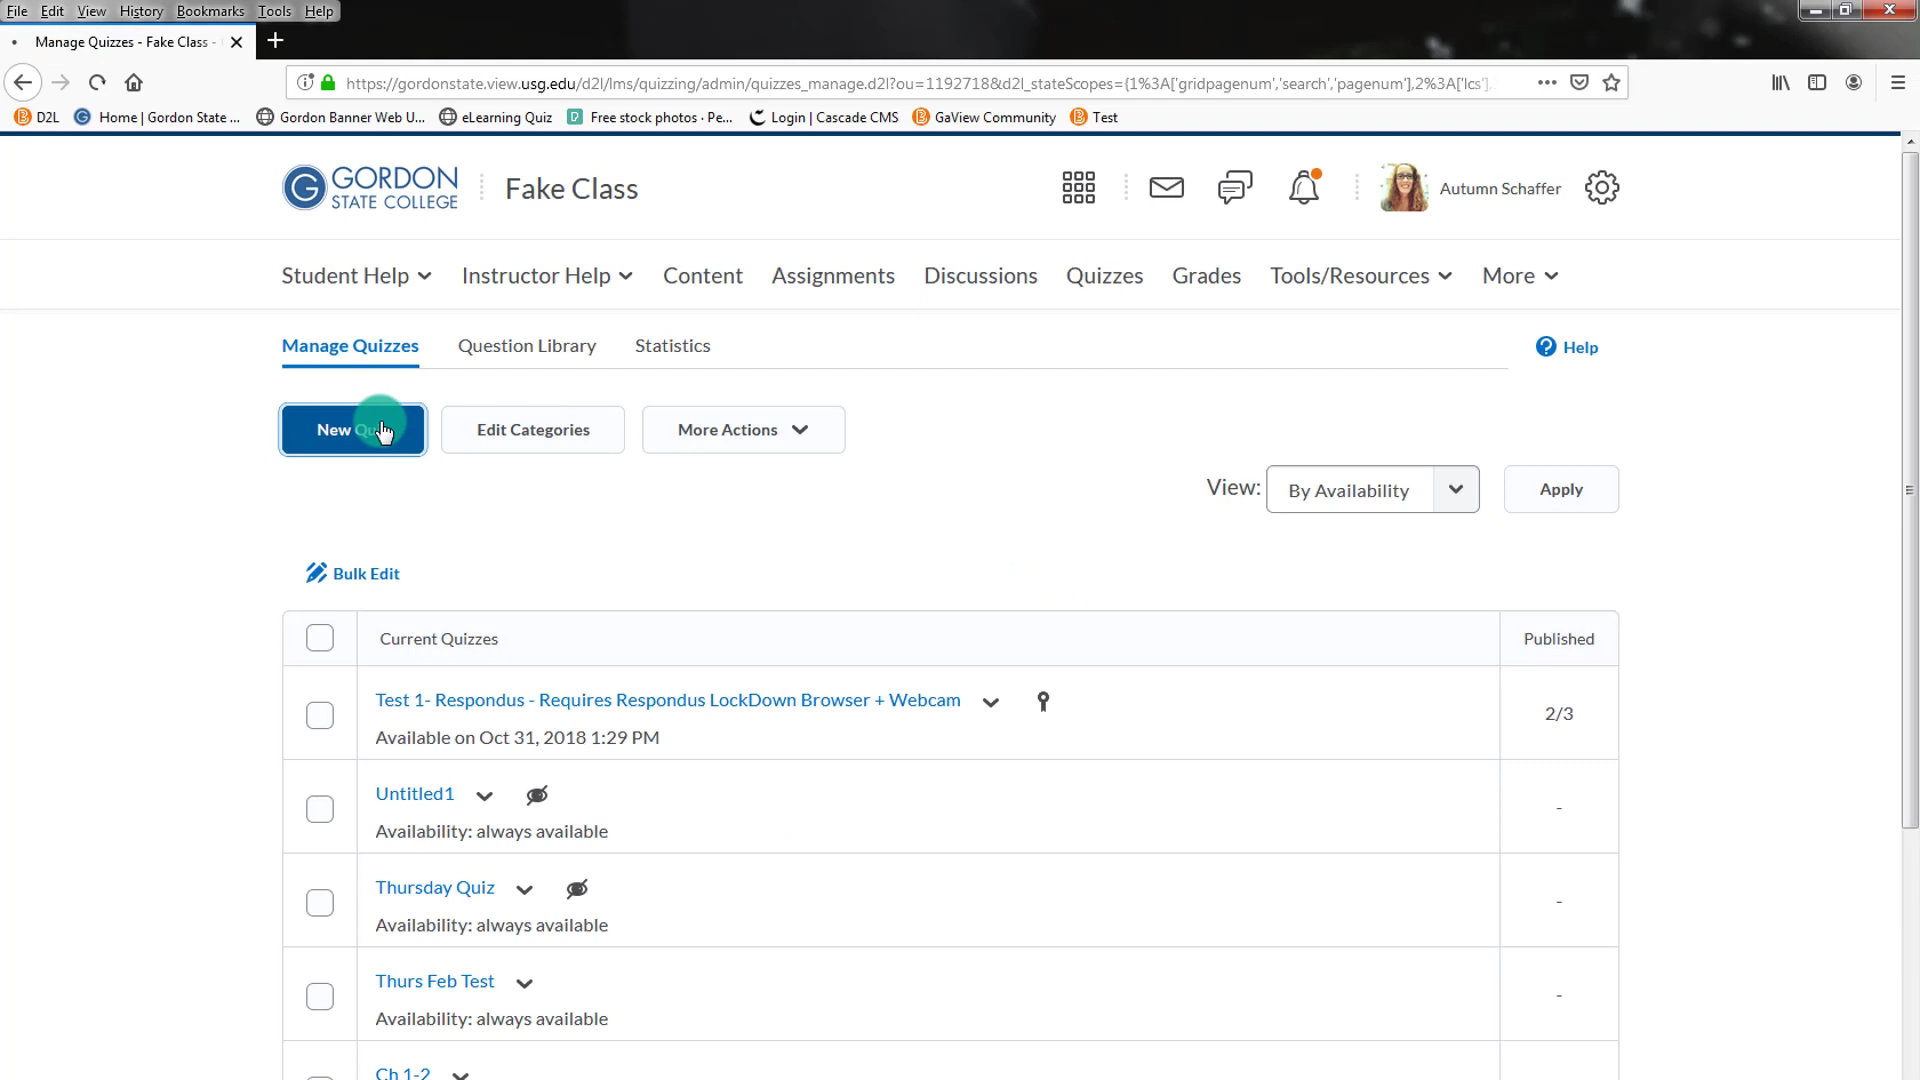 File Edit View History Bookmarks Tools Help
Manage Quizzes - Fake Class -
https://gordonstate.view.usg.edu/d2l/lms/quizzing/admin/quizzes_manage.d2l?ou=1192718&d2l_stateScopes={1%3A['gridpagenum','search','pagenum'],2%3A['lcs'],
D2L Home | Gordon State ... Gordon Banner Web U... eLearning Quiz Free stock photos · Pe... Login | Cascade CMS GaView Community Test
GORDON STATE COLLEGE Fake Class Autumn Schaffer
Student Help Instructor Help Content Assignments Discussions Quizzes Grades Tools/Resources More
Manage Quizzes Question Library Statistics Help
New Edit Categories More Actions
View: By Availability Apply
Bulk Edit
Current Quizzes Published
Test 1- Respondus - Requires Respondus LockDown Browser + Webcam
Available on Oct 31, 2018 1:29 PM 2/3
Untitled1
Availability: always available -
Thursday Quiz
Availability: always available -
Thurs Feb Test
Availability: always available -
Ch 1-2